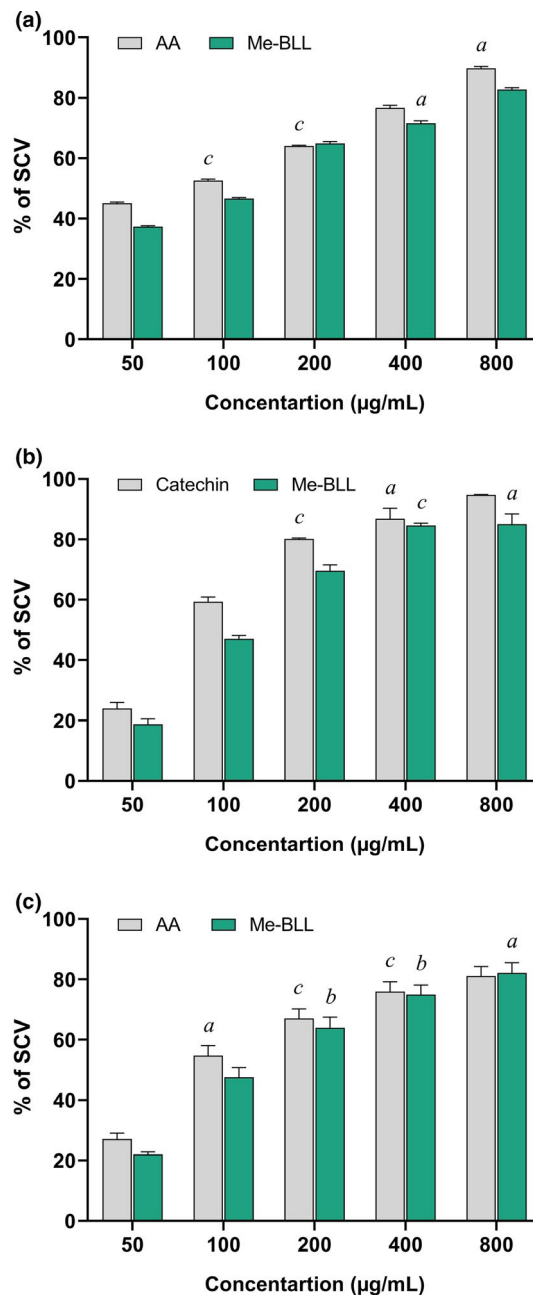 (a)
AA Me-BLL
% of SCV
100
80
60
40
20
0
c c a a
50 100 200 400 800
Concentartion (µg/mL)
(b)
Catechin Me-BLL
% of SCV
100
80
60
40
20
0
c a c a
50 100 200 400 800
Concentartion (µg/mL)
(c)
AA Me-BLL
% of SCV
100
80
60
40
20
0
a c b c b a
50 100 200 400 800
Concentartion (µg/mL)